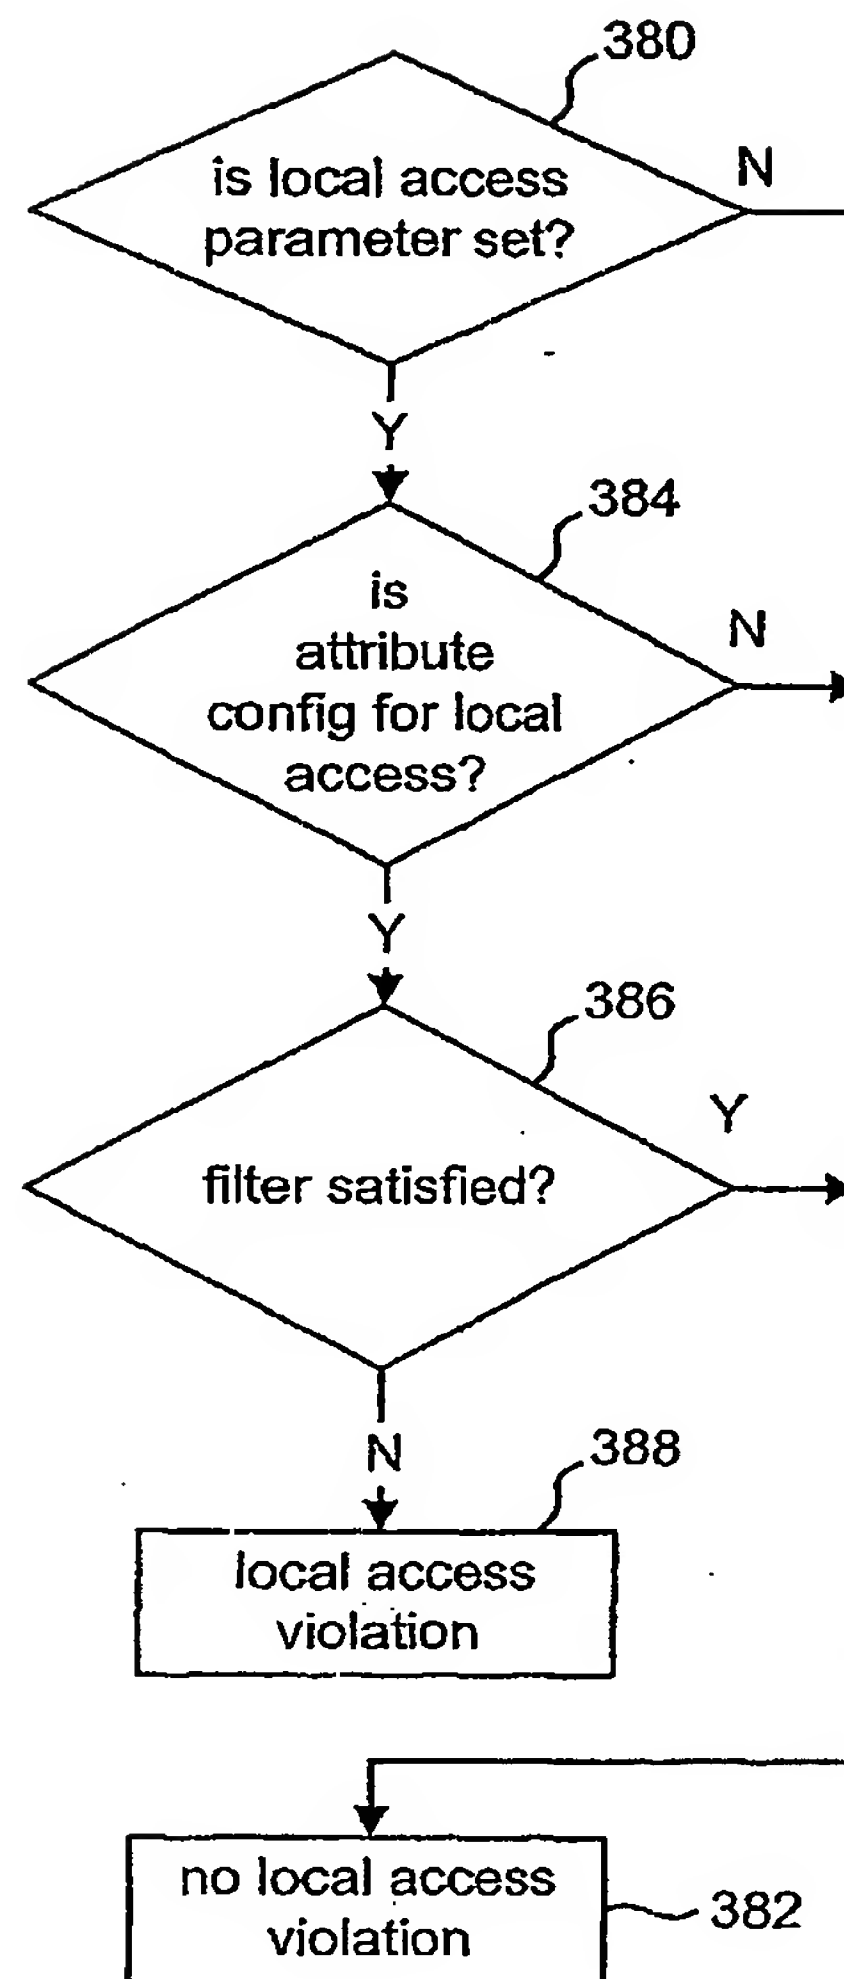 380
is local access
parameter set?
N
Y
384
is
attribute
config for local
access?
N
Y
386
filter satisfied?
Y
N
388
local access
violation
no local access
violation
382